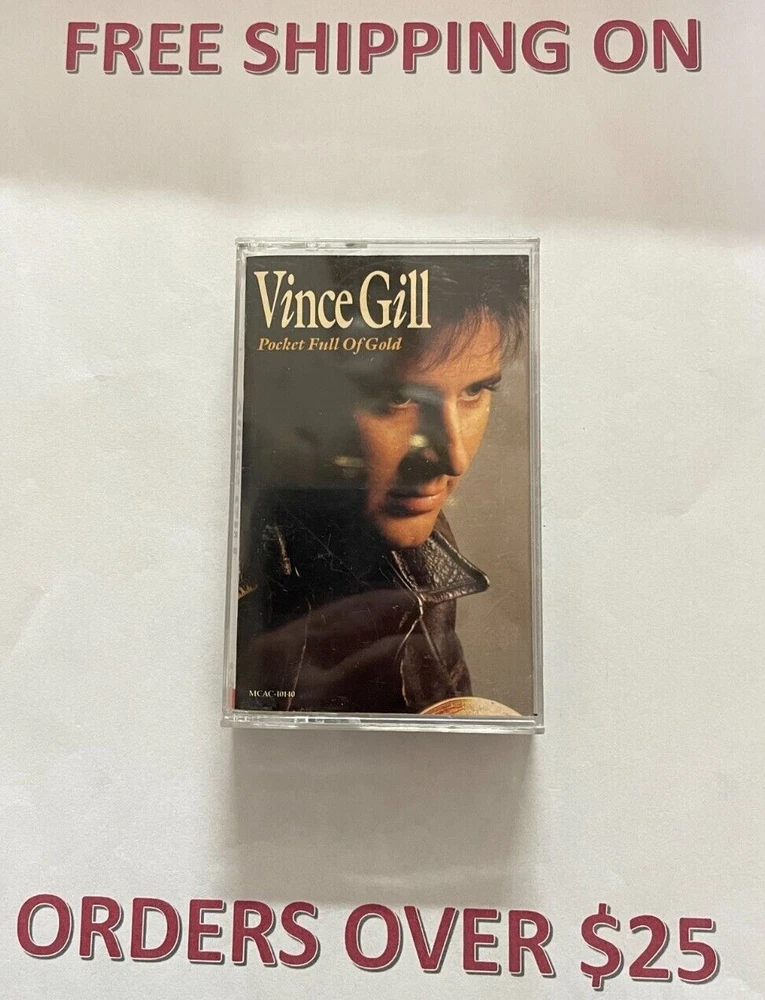 FREE SHIPPING ON
Vince Gill
Pocket Full Of Gold
MCAC-10140
ORDERS OVER $25